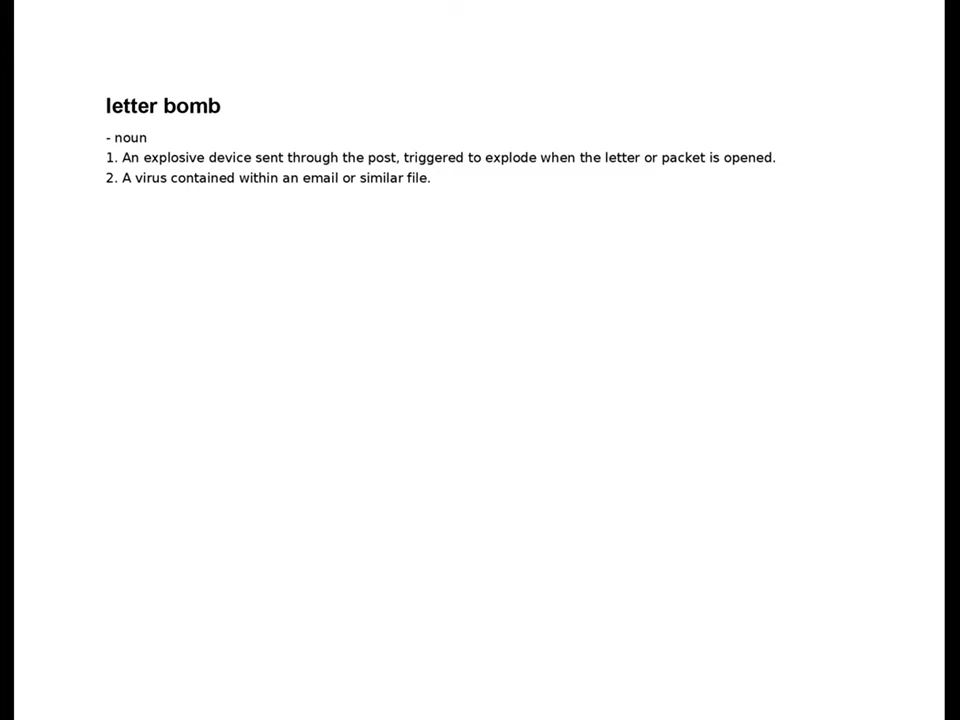 letter bomb
- noun
1. An explosive device sent through the post, triggered to explode when the letter or packet is opened.
2. A virus contained within an email or similar file.